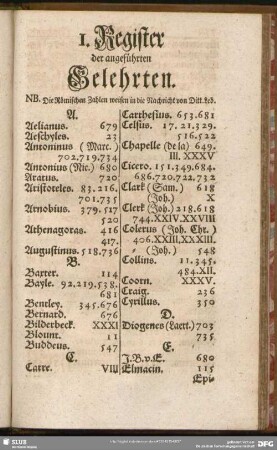 I. Register
der angeführten
Gelehrten.
NB. Die Römischen Zahlen weisen in die Nachricht von Ditt. Leb.
A.
Aelianus. 679
Aeschyles. 23
Antoninus (Marc.)
702.719.734
Antonius (Nic.) 680
Aratus. 720
Aristoteles. 83.216.
701.735
Arnobius. 379.517
520
Athenagoras. 416
417.
Augustinus. 518.736
B.
Baxter. 114
Bayle. 92.219.538.
681
Bentley. 345.676
Bernard. 676
Bilderbeck. XXXI
Blount. 11
Buddeus. 547
C.
Carre. VIII
Carthesius. 653.681
Celsus. 17.21.329.
516.522
Chapelle (de la) 649.
III. XXXV
Cicero. 151.349.684.
686.720.722.732
Clark (Sam.) 618
(Joh.) X
Clerk (Joh.) 218.618
744.XXIV.XXVIII
Colerus (Joh. Chr.)
406.XXIII.XXXIII.
" (Joh.) 548
Collins. 11.345.
484.XII.
Coorn. XXXV.
Craig. 236
Cyrillus. 350
D.
Diogenes (Laert.) 703
735
E.
J.B.v.E. 680
Elmacin. 115
Epi-
SLUB
DFG